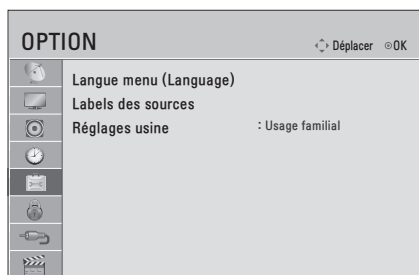 OPTION
Déplacer OK
Langue menu (Language)
Labels des sources
Réglages usine : Usage familial